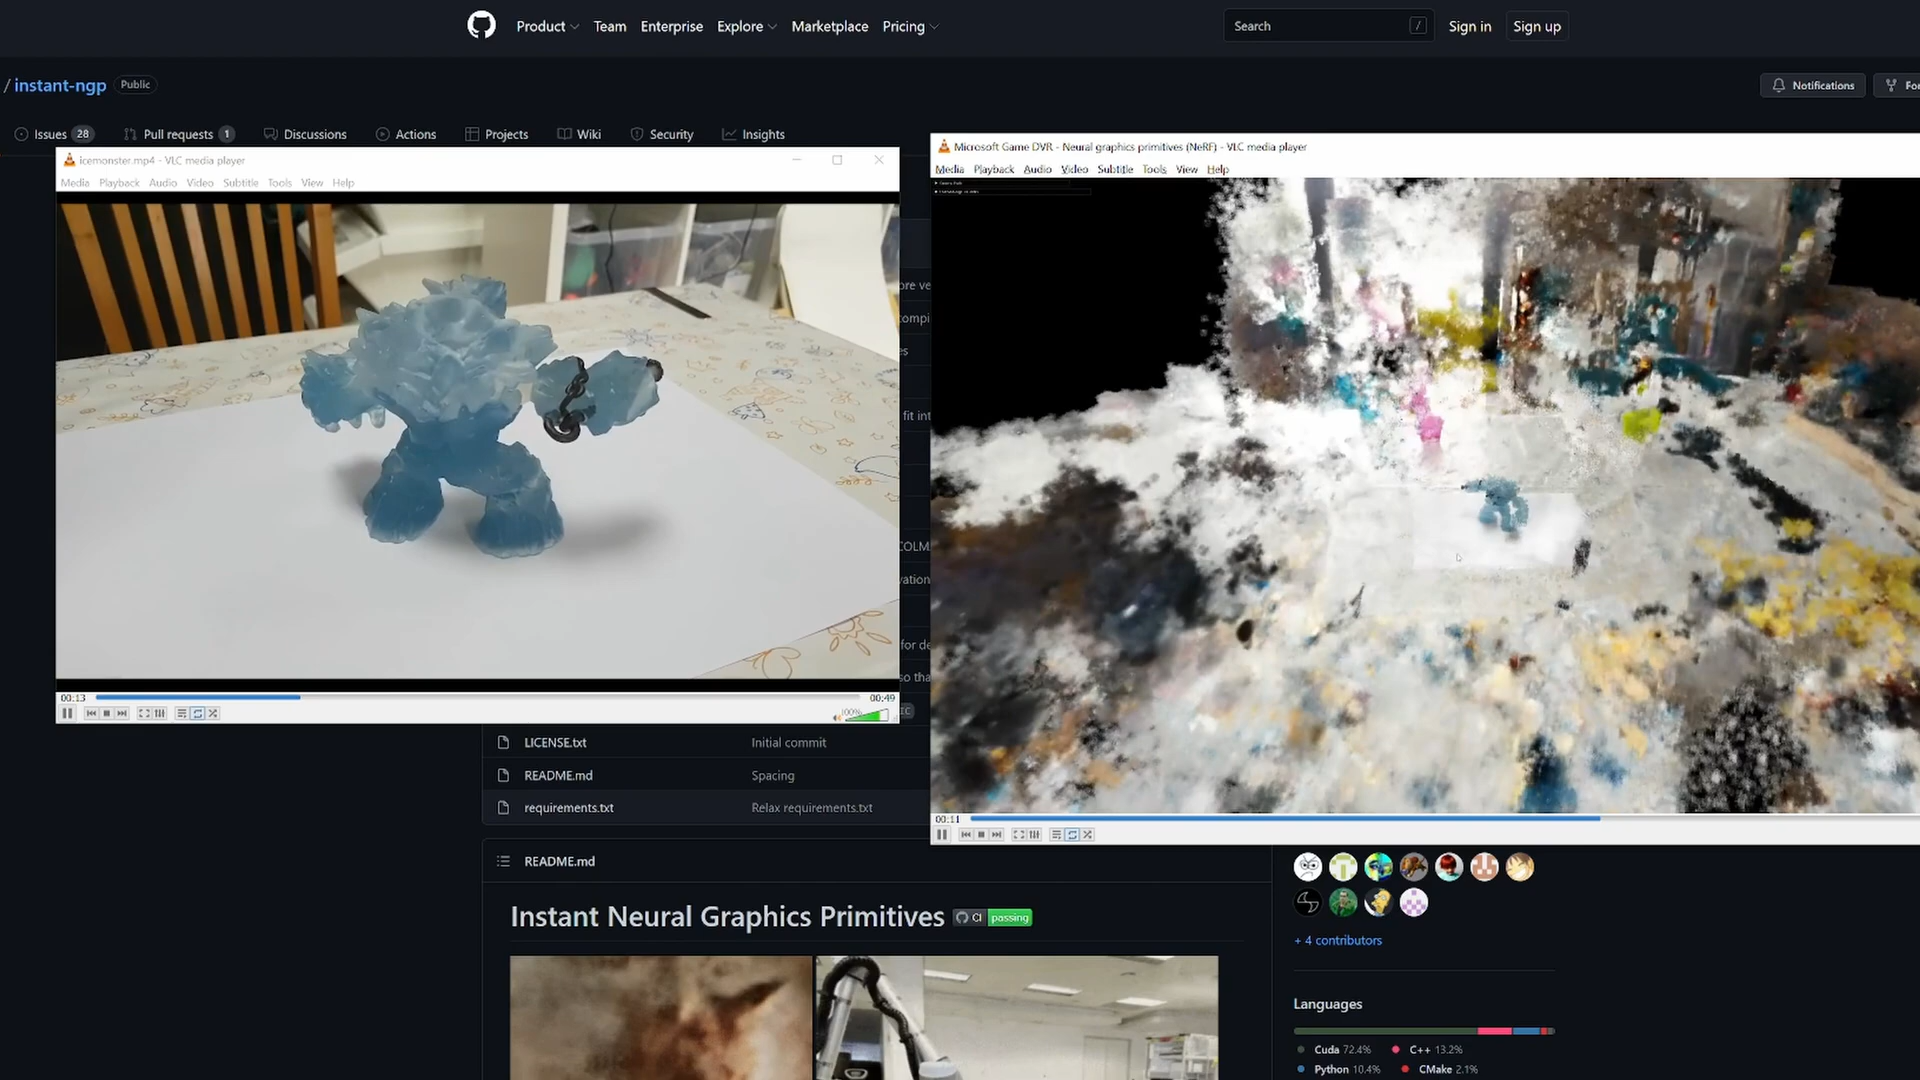 Product Team Enterprise Explore Marketplace Pricing Search / Sign in Sign up
/ instant-ngp Public Notifications
Issues 28 Pull requests 1 Discussions Actions Projects Wiki Security Insights
icemonster.mp4 - VLC media player
Media Playback Audio Video Subtitle Tools View Help
Microsoft Game DVR - Neural graphics primitives (NeRF) - VLC media player
Media Playback Audio Video Subtitle Tools View Help
fit
for
00:13 00:49
100%
00:11
LICENSE.txt Initial commit
README.md Spacing
requirements.txt Relax requirements.txt
README.md
Instant Neural Graphics Primitives CI passing
+ 4 contributors
Languages
Cuda 72.4% C++ 13.2%
Python 10.4% CMake 2.1%